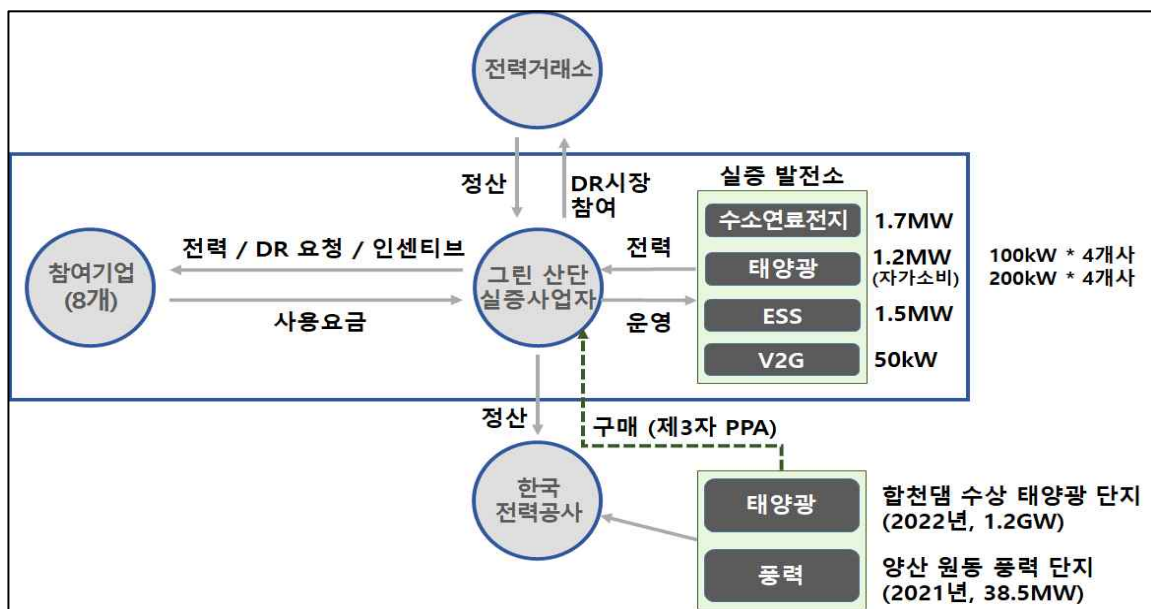 전력거래소
정산
DR시장
참여
실증 발전소
수소연료전지
1.7MW
전력 / DR 요청 / 인센티브
전력
태양광
1.2MW
(자가소비)
100kW * 4개사
200kW * 4개사
참여기업
(8개)
그린 산단
실증사업자
사용요금
운영
ESS
1.5MW
V2G
50kW
정산
구매 (제3자 PPA)
한국
전력공사
태양광
합천댐 수상 태양광 단지
(2022년, 1.2GW)
풍력
양산 원동 풍력 단지
(2021년, 38.5MW)